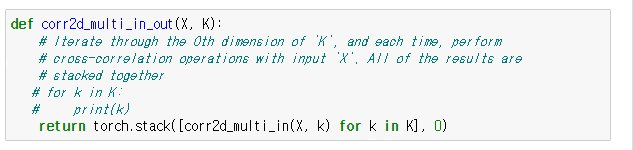 def corr2d_multi_in_out(X, K):
    # Iterate through the 0th dimension of `K`, and each time, perform
    # cross-correlation operations with input `X`. All of the results are
    # stacked together
   # for k in K:
   #     print(k)
    return torch.stack([corr2d_multi_in(X, k) for k in K], 0)